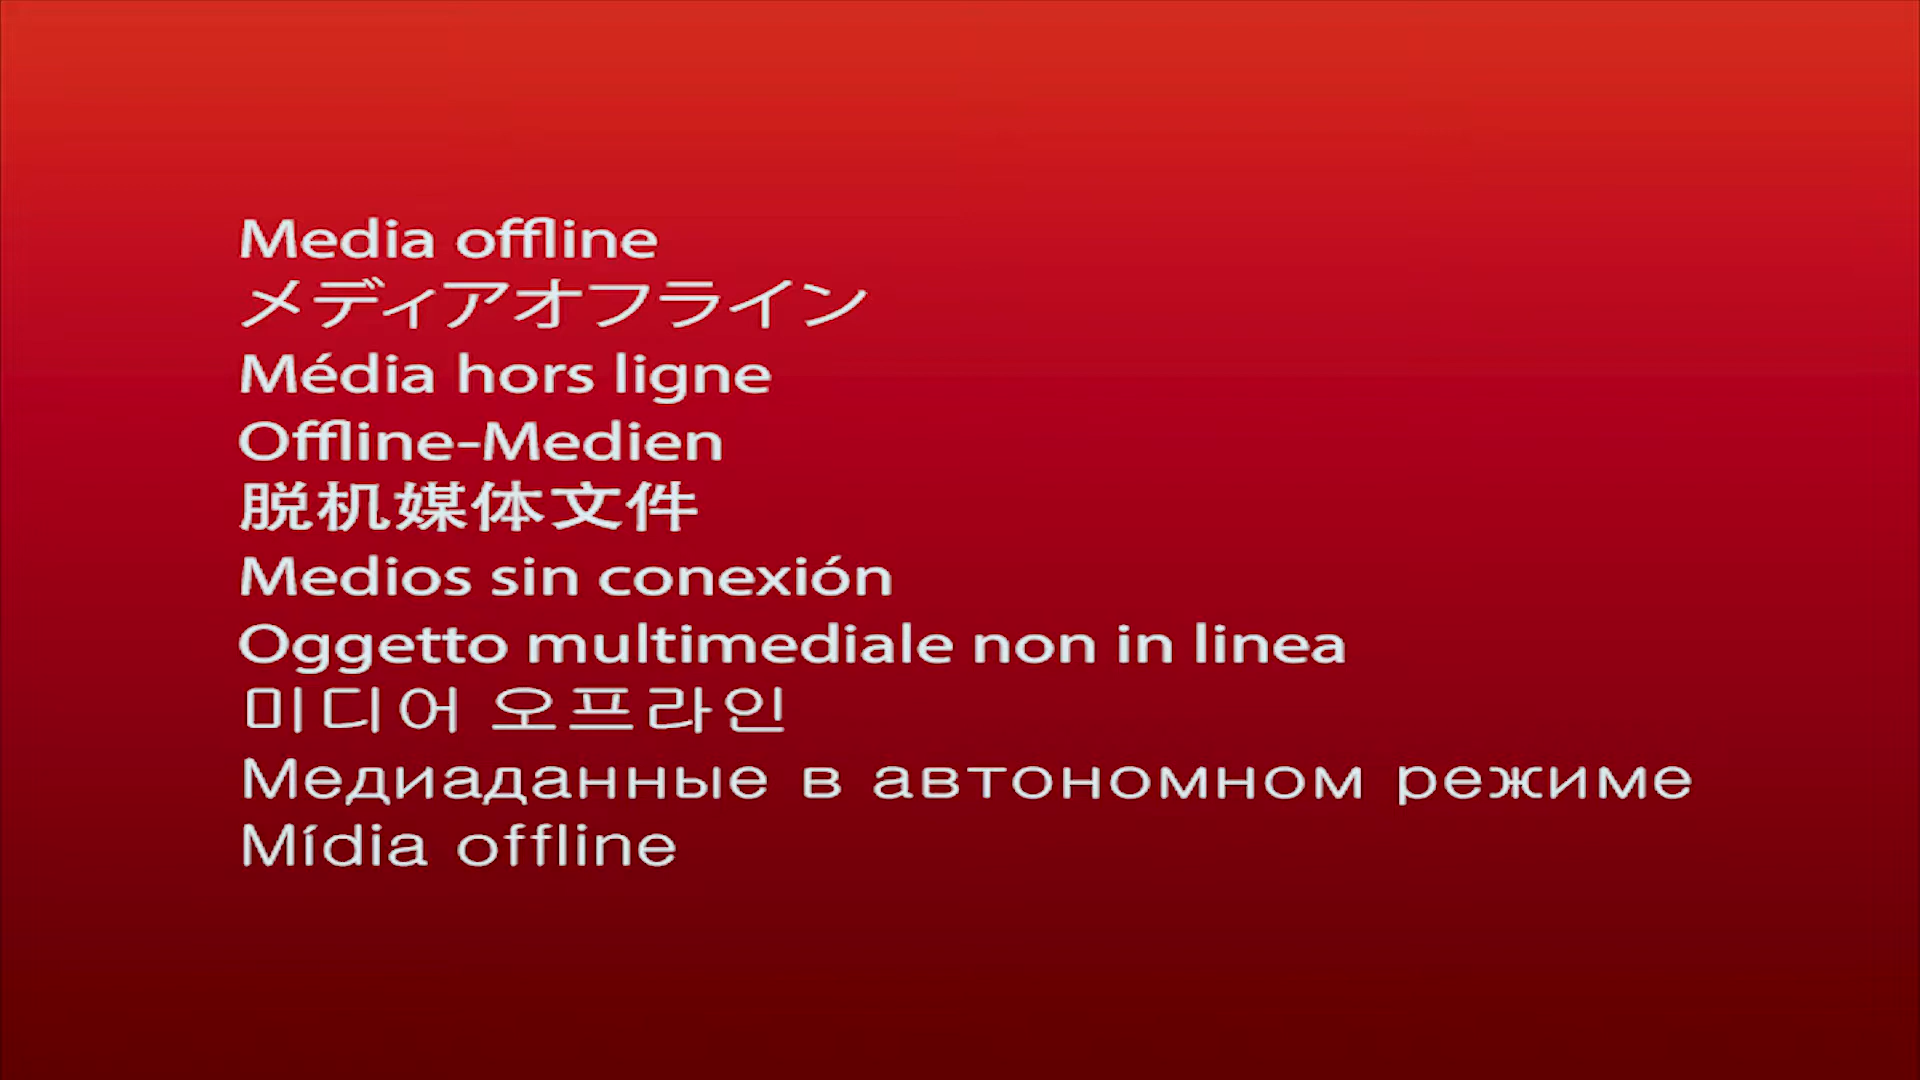 Media offline
メディアオフライン
Média hors ligne
Offline-Medien
脱机媒体文件
Medios sin conexión
Oggetto multimediale non in linea
미디어 오프라인
Медиаданные в автономном режиме
Mídia offline